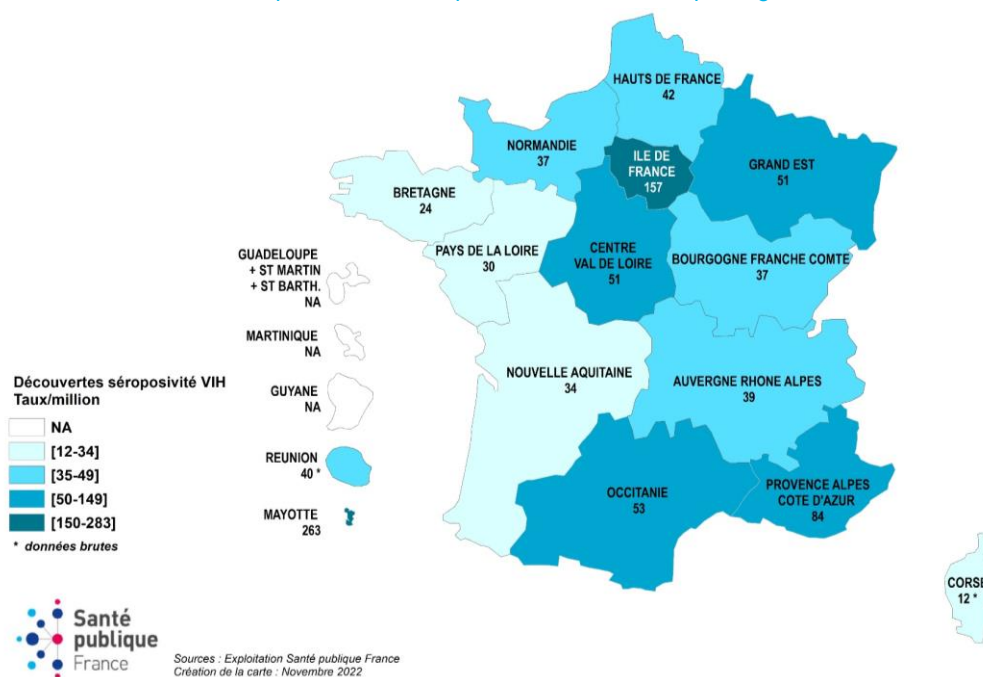 HAUTS DE FRANCE
42
NORMANDIE
37
ILE DE
FRANCE
157
GRAND EST
51
BRETAGNE
24
PAYS DE LA LOIRE
30
CENTRE
VAL DE LOIRE
51
BOURGOGNE FRANCHE COMTE
37
GUADELOUPE
+ ST MARTIN
+ ST BARTH.
NA
MARTINIQUE
NA
GUYANE
NA
REUNION
40 *
MAYOTTE
263
NOUVELLE AQUITAINE
34
AUVERGNE RHONE ALPES
39
OCCITANIE
53
PROVENCE ALPES
COTE D'AZUR
84
CORSE
12 *
Découvertes séroposivité VIH
Taux/million
NA
[12-34]
[35-49]
[50-149]
[150-283]
* données brutes
Santé
publique
France
Sources : Exploitation Santé publique France
Création de la carte : Novembre 2022